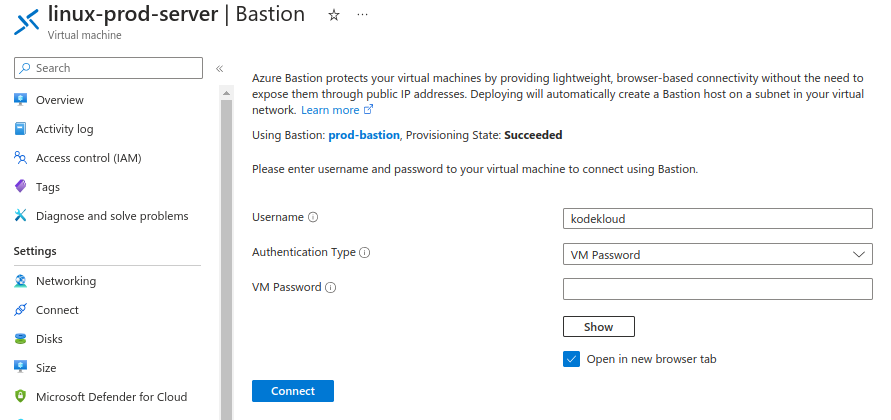 linux-prod-server | Bastion ☆ ···
Virtual machine
Search
«
Overview
Activity log
Access control (IAM)
Tags
Diagnose and solve problems
Settings
Networking
Connect
Disks
Size
Microsoft Defender for Cloud
Azure Bastion protects your virtual machines by providing lightweight, browser-based connectivity without the need to
expose them through public IP addresses. Deploying will automatically create a Bastion host on a subnet in your virtual
network. Learn more
Using Bastion: prod-bastion, Provisioning State: Succeeded
Please enter username and password to your virtual machine to connect using Bastion.
Username
kodekloud
Authentication Type
VM Password
VM Password
Show
Open in new browser tab
Connect